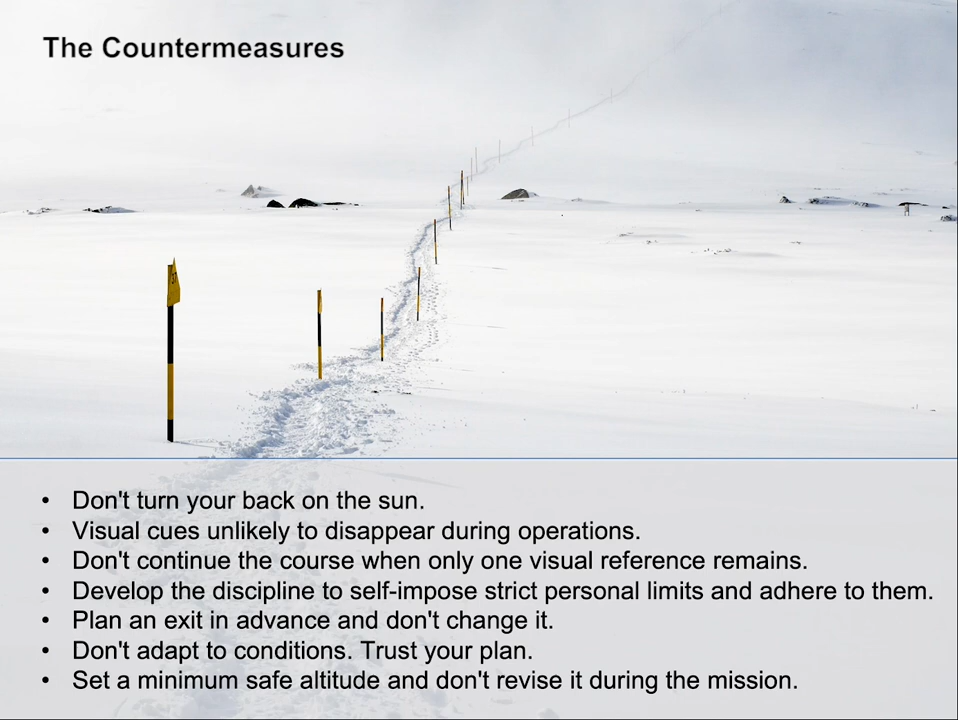 The Countermeasures
• Don't turn your back on the sun.
• Visual cues unlikely to disappear during operations.
• Don't continue the course when only one visual reference remains.
• Develop the discipline to self-impose strict personal limits and adhere to them.
• Plan an exit in advance and don't change it.
• Don't adapt to conditions. Trust your plan.
• Set a minimum safe altitude and don't revise it during the mission.